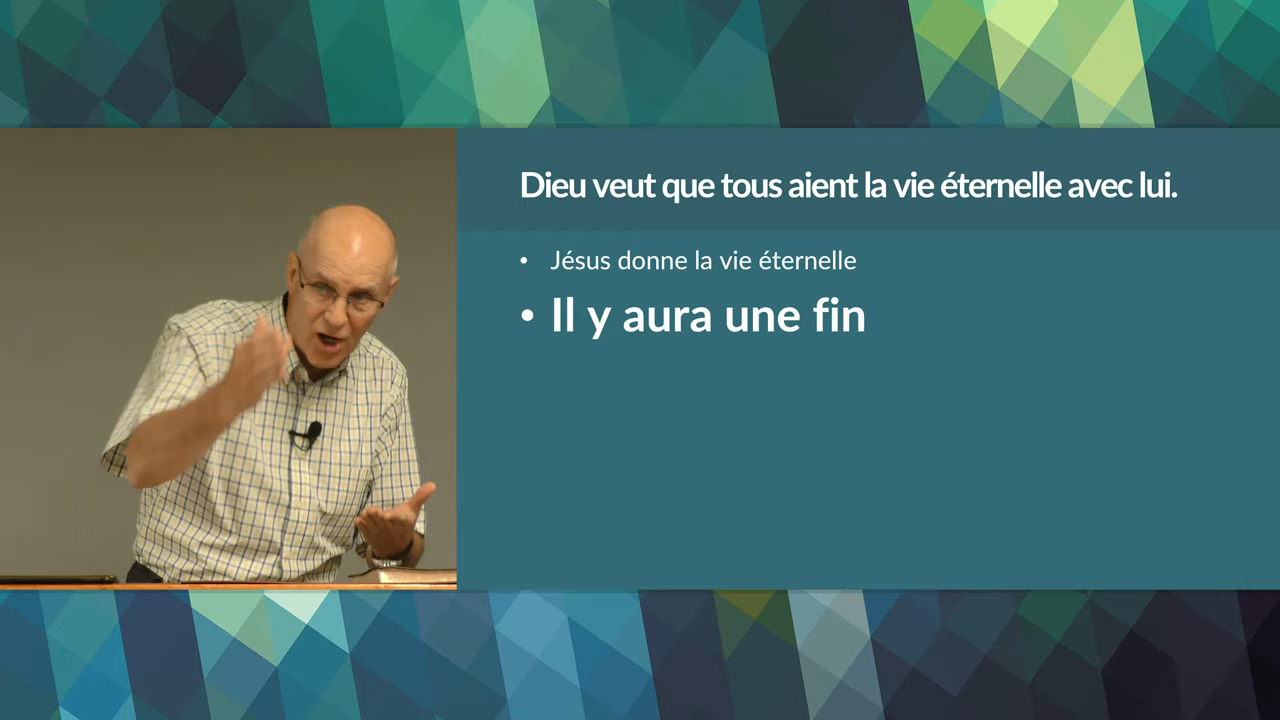 Dieu veut que tous aient la vie éternelle avec lui.
• Jésus donne la vie éternelle
• Il y aura une fin